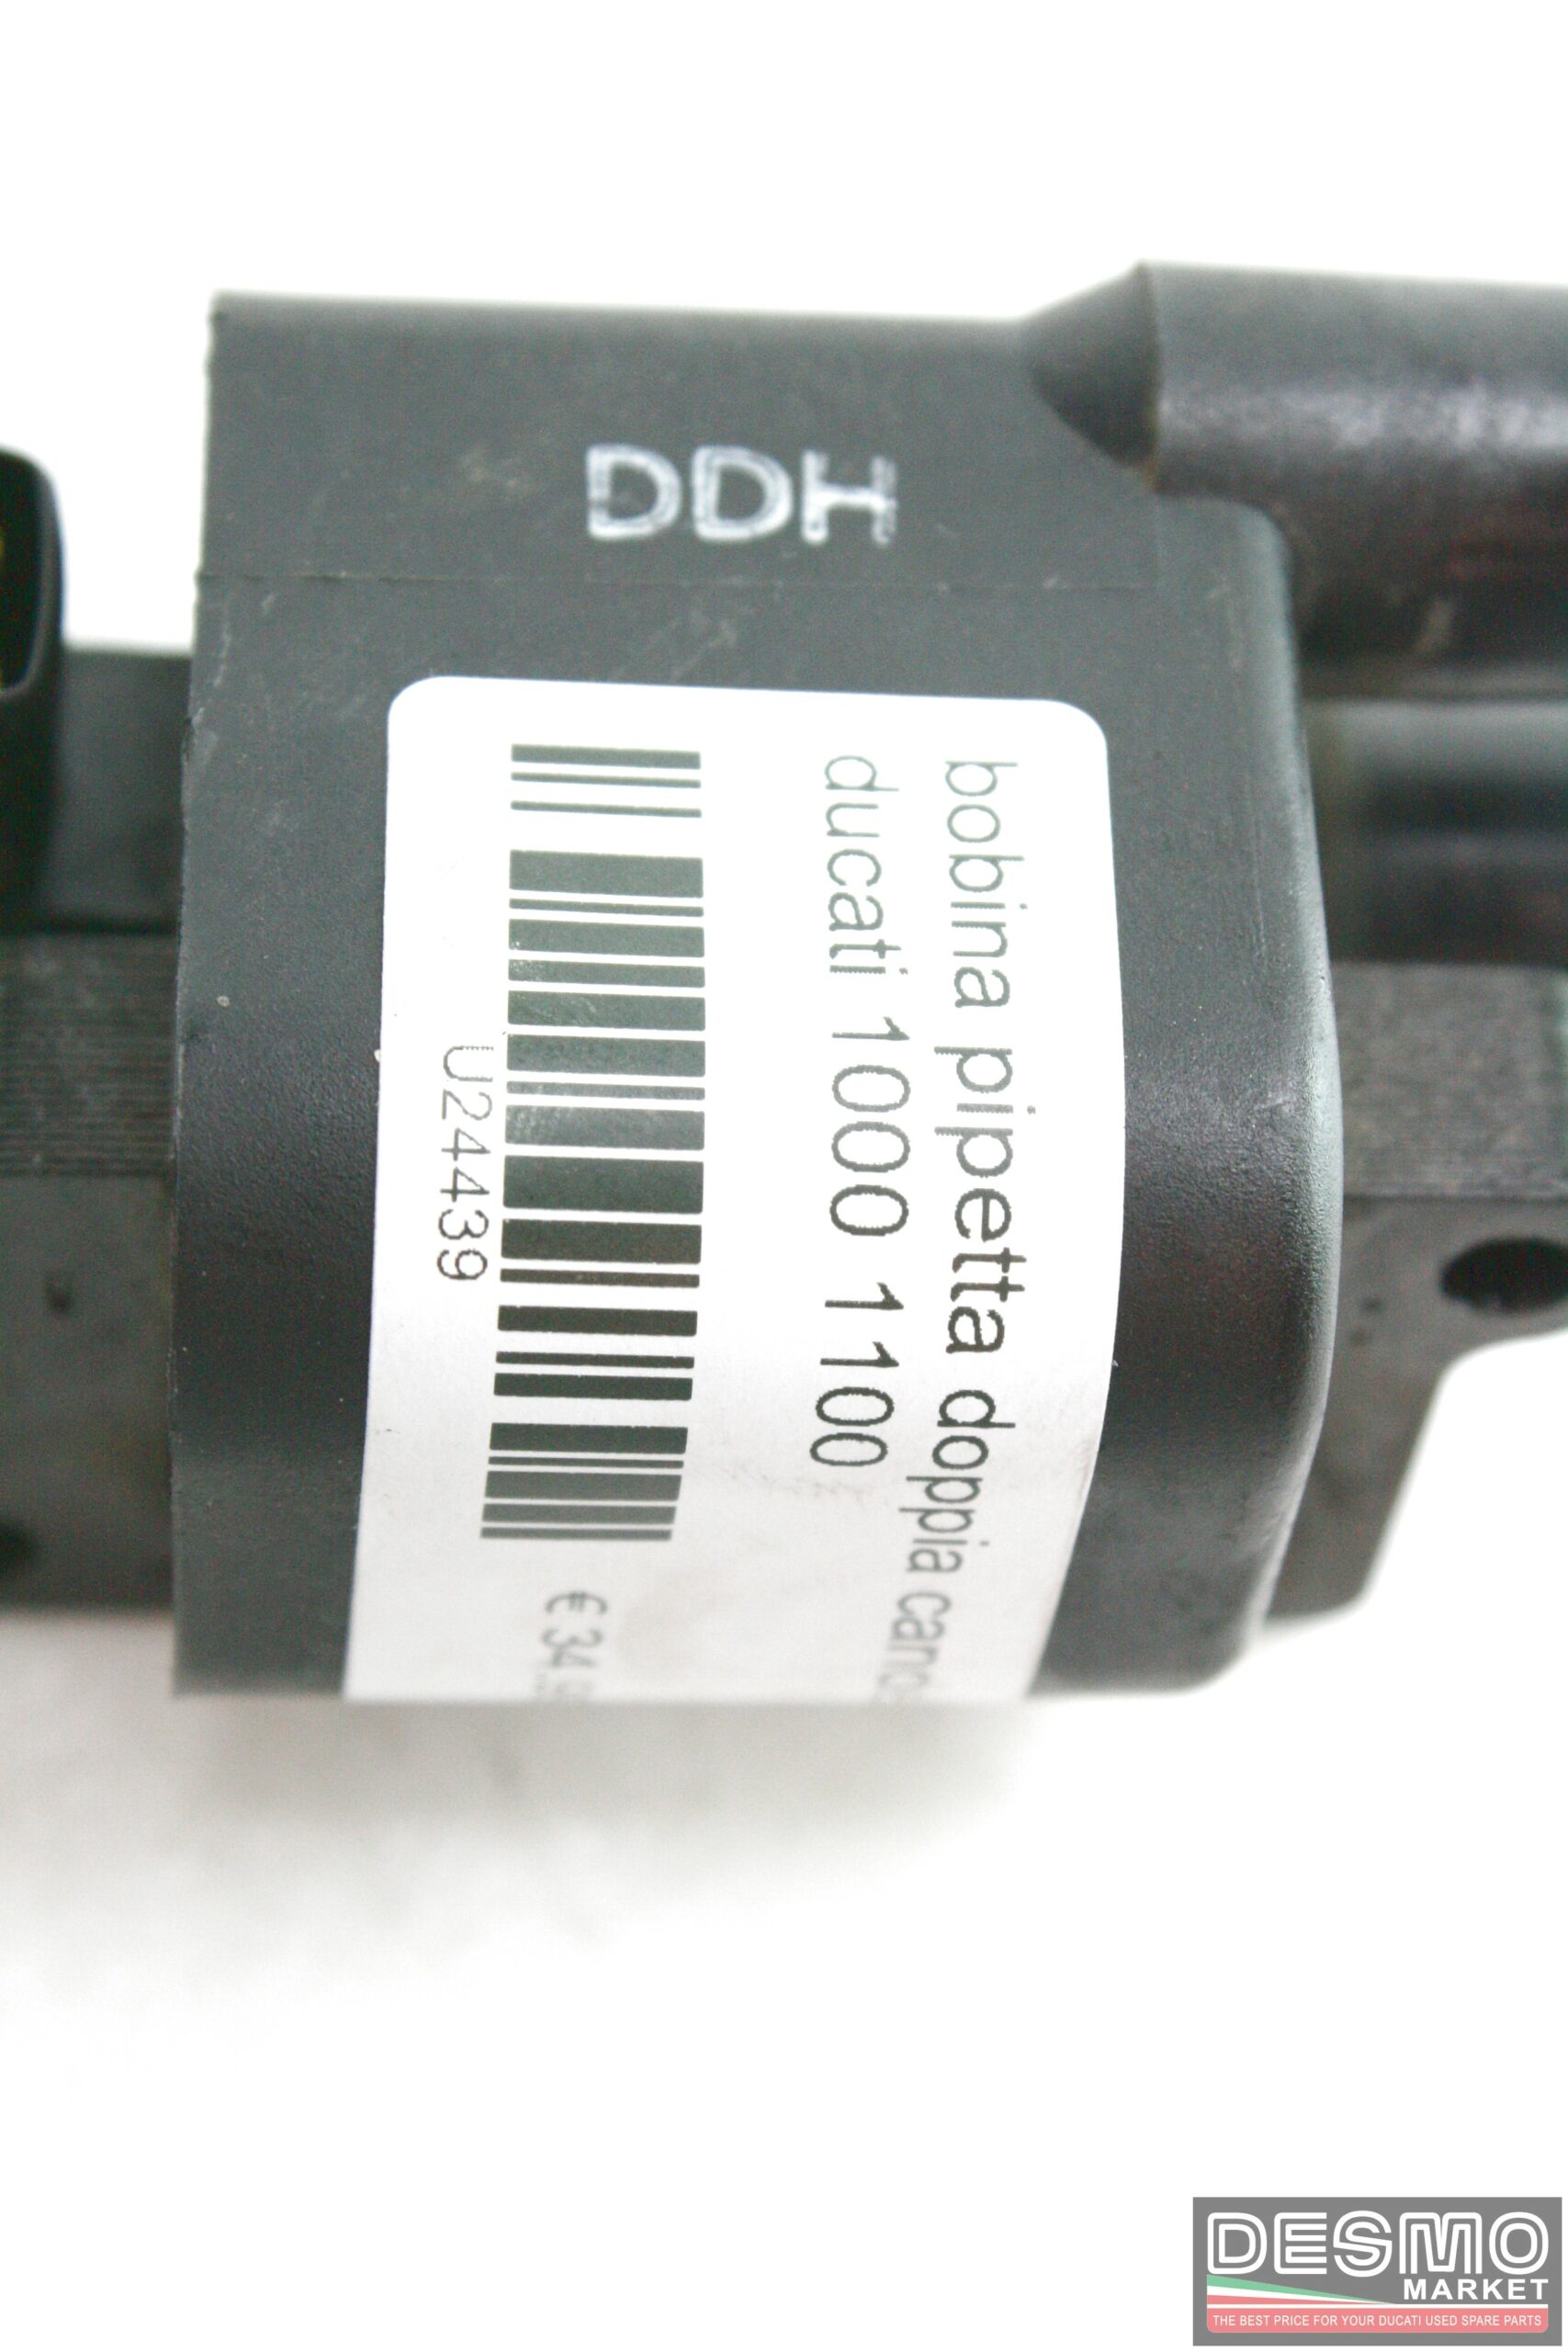 DDH
bobina pipetta doppia
ducati 1000 1100
U24439
€ 34,
DESMO
MARKET
THE BEST PRICE FOR YOUR DUCATI USED SPARE PARTS